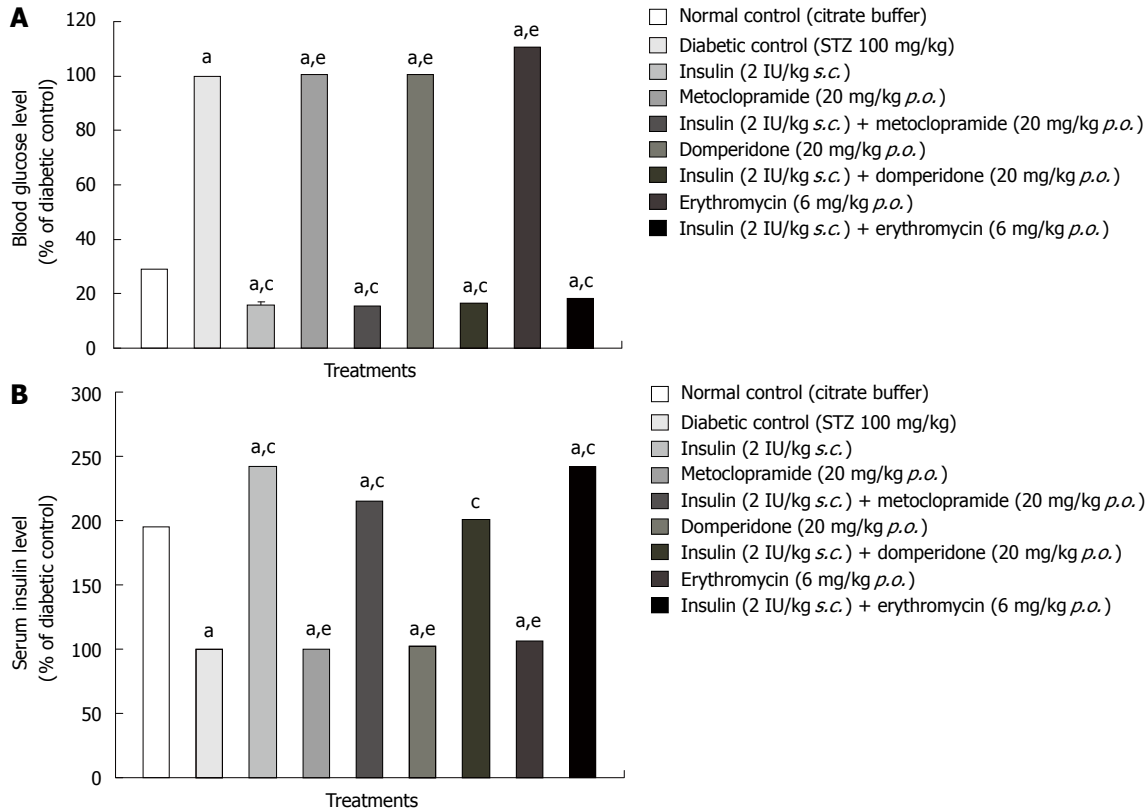 A
120
100
80
60
40
20
0
Blood glucose level
(% of diabetic control)
a
a,c
a,e
a,c
a,e
a,c
a,e
a,c
Treatments
Normal control (citrate buffer)
Diabetic control (STZ 100 mg/kg)
Insulin (2 IU/kg s.c.)
Metoclopramide (20 mg/kg p.o.)
Insulin (2 IU/kg s.c.) + metoclopramide (20 mg/kg p.o.)
Domperidone (20 mg/kg p.o.)
Insulin (2 IU/kg s.c.) + domperidone (20 mg/kg p.o.)
Erythromycin (6 mg/kg p.o.)
Insulin (2 IU/kg s.c.) + erythromycin (6 mg/kg p.o.)
B
300
250
200
150
100
50
0
Serum insulin level
(% of diabetic control)
a
a,c
a,e
a,c
a,e
c
a,e
a,c
Treatments
Normal control (citrate buffer)
Diabetic control (STZ 100 mg/kg)
Insulin (2 IU/kg s.c.)
Metoclopramide (20 mg/kg p.o.)
Insulin (2 IU/kg s.c.) + metoclopramide (20 mg/kg p.o.)
Domperidone (20 mg/kg p.o.)
Insulin (2 IU/kg s.c.) + domperidone (20 mg/kg p.o.)
Erythromycin (6 mg/kg p.o.)
Insulin (2 IU/kg s.c.) + erythromycin (6 mg/kg p.o.)